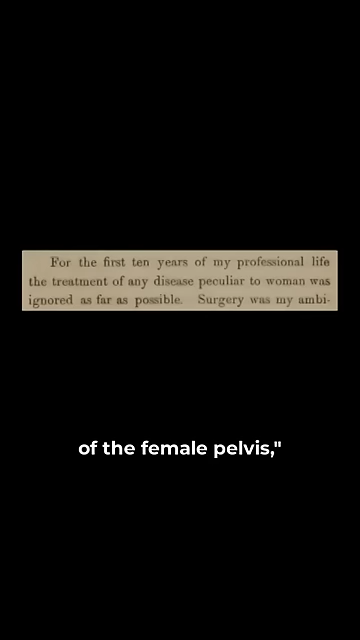 For the first ten years of my professional life
the treatment of any disease peculiar to woman was
ignored as far as possible. Surgery was my ambi-
of the female pelvis,"